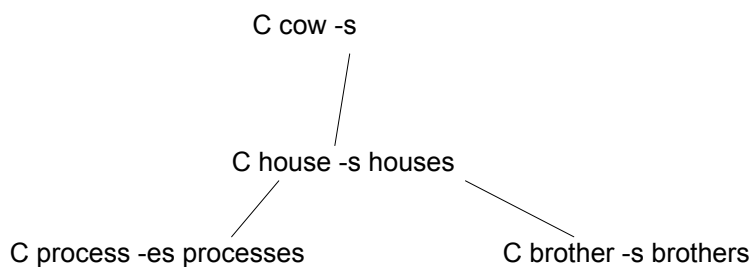 C cow -s
C house -s houses
C process -es processes
C brother -s brothers